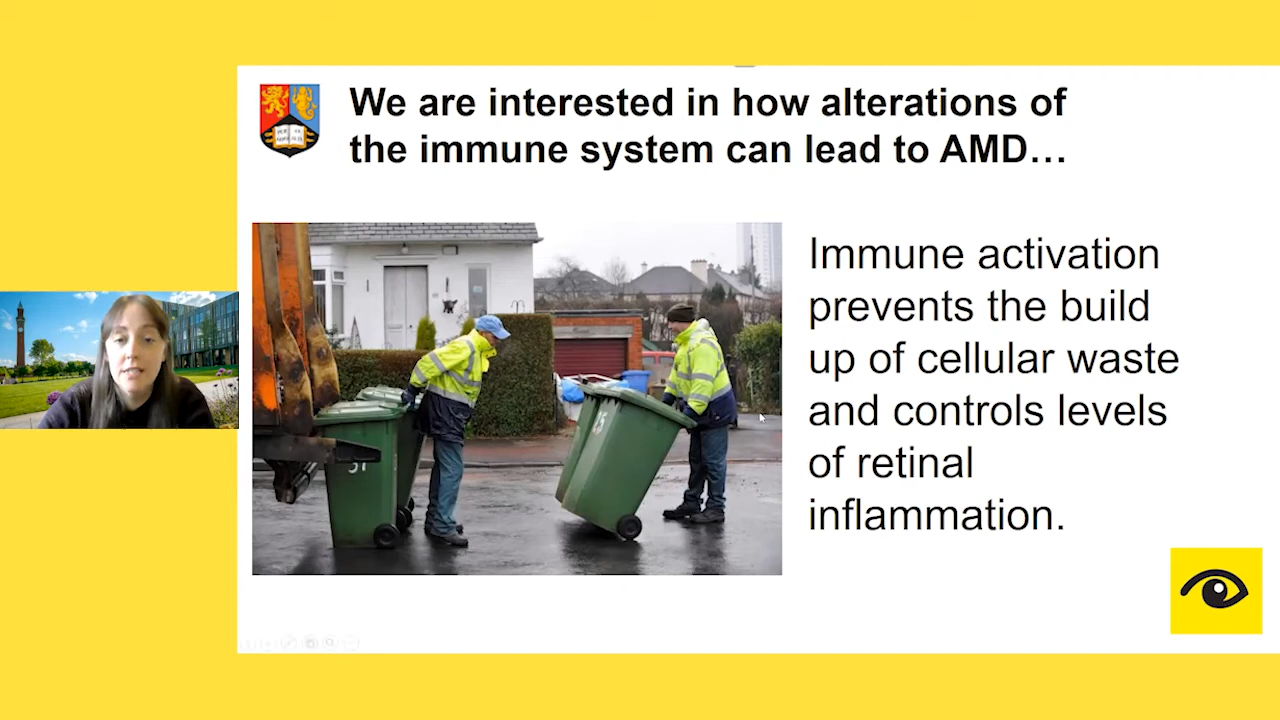 We are interested in how alterations of
the immune system can lead to AMD…
Immune activation
prevents the build
up of cellular waste
and controls levels
of retinal
inflammation.